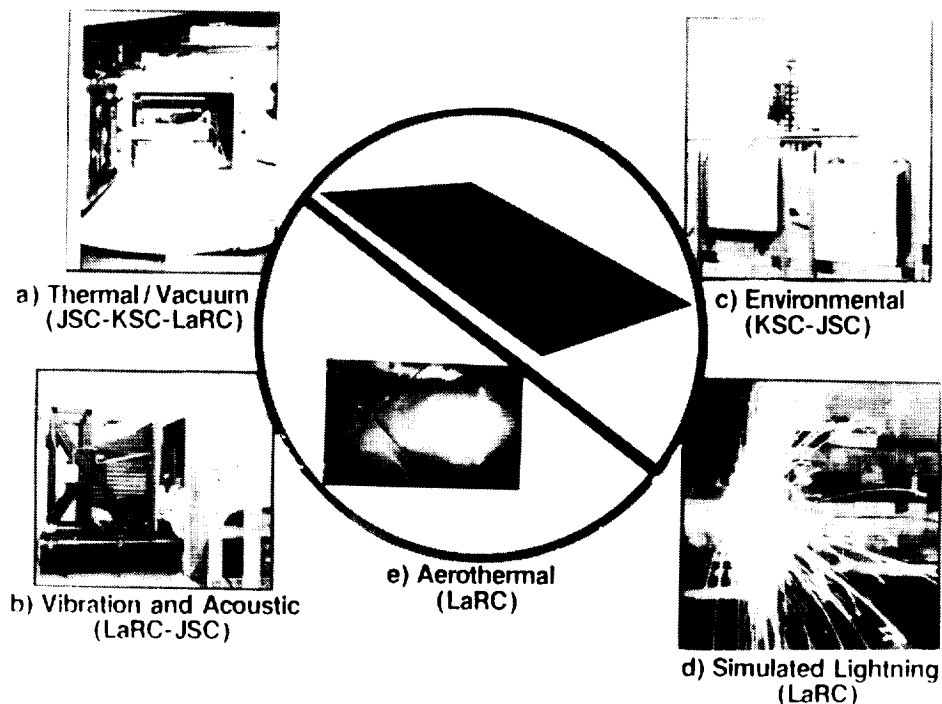 a) Thermal / Vacuum
(JSC-KSC-LaRC)
b) Vibration and Acoustic
(LaRC-JSC)
c) Environmental
(KSC-JSC)
d) Simulated Lightning
(LaRC)
e) Aerothermal
(LaRC)